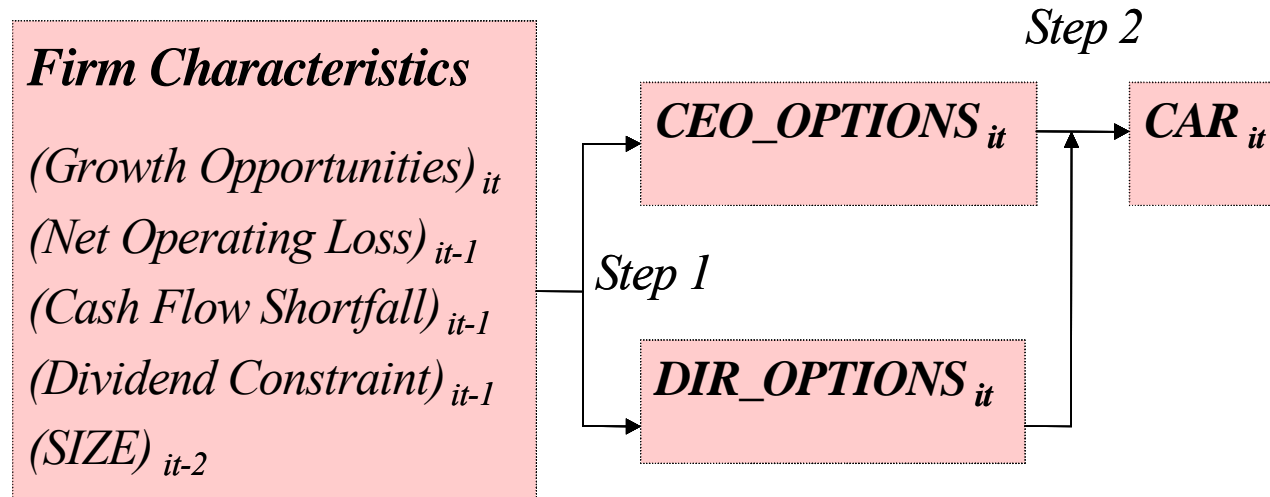 Firm Characteristics
(Growth Opportunities) it
(Net Operating Loss) it-1
(Cash Flow Shortfall) it-1
(Dividend Constraint) it-1
(SIZE) it-2
Step 1
CEO_OPTIONS it
DIR_OPTIONS it
Step 2
CAR it